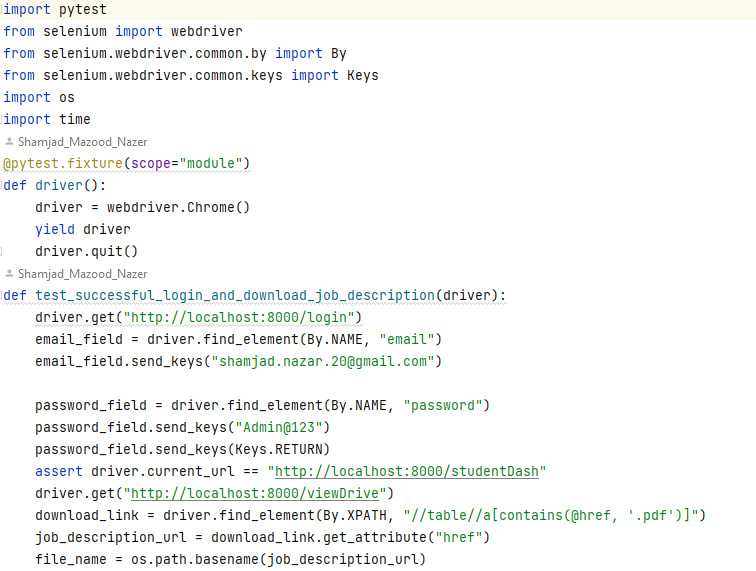 import pytest
from selenium import webdriver
from selenium.webdriver.common.by import By
from selenium.webdriver.common.keys import Keys
import os
import time
Shamjad_Mazood_Nazer
@pytest.fixture(scope="module")
def driver():
    driver = webdriver.Chrome()
    yield driver
    driver.quit()
Shamjad_Mazood_Nazer
def test_successful_login_and_download_job_description(driver):
    driver.get("http://localhost:8000/login")
    email_field = driver.find_element(By.NAME, "email")
    email_field.send_keys("shamjad.nazar.20@gmail.com")
    password_field = driver.find_element(By.NAME, "password")
    password_field.send_keys("Admin@123")
    password_field.send_keys(Keys.RETURN)
    assert driver.current_url == "http://localhost:8000/studentDash"
    driver.get("http://localhost:8000/viewDrive")
    download_link = driver.find_element(By.XPATH, "//table//a[contains(@href, '.pdf')]")
    job_description_url = download_link.get_attribute("href")
    file_name = os.path.basename(job_description_url)